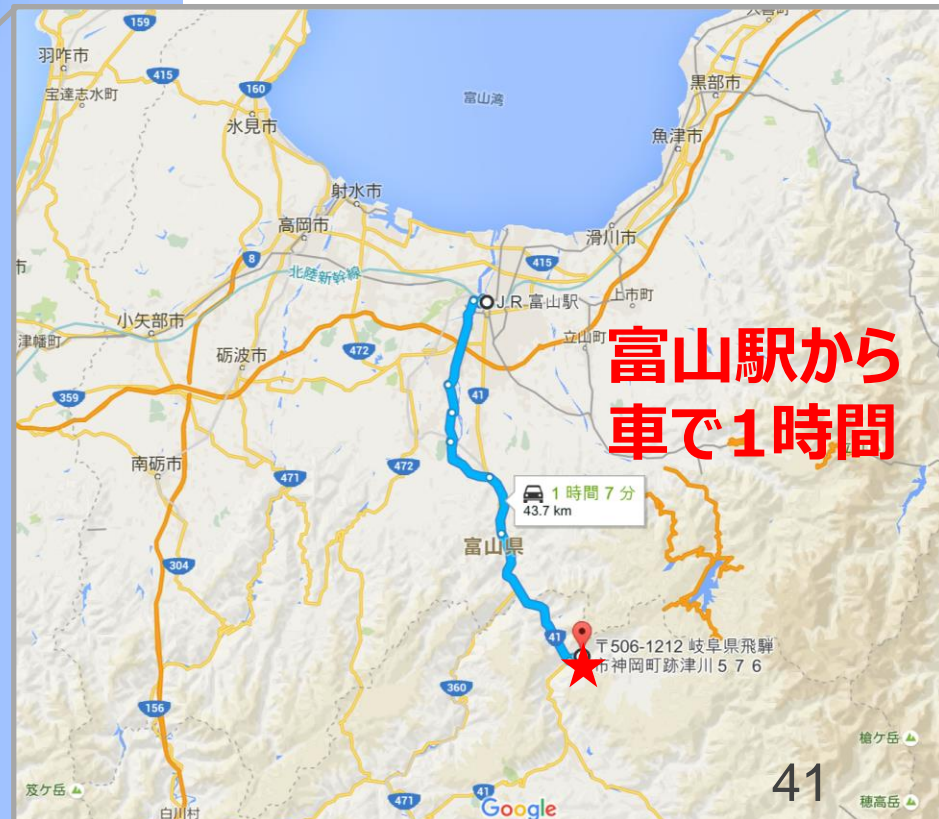 159
入善町
羽咋市
415
宝達志水町
160
氷見市
富山湾
黒部市
魚津市
射水市
高岡市
滑川市
8
415
北陸新幹線
市
J R 富山駅
上市町
小矢部市
津幡町
立山町
富山駅から
車で1時間
砺波市
472
359
41
南砺市
471
472
1 時間 7 分
43.7 km
富山県
304
41
〒506-1212 岐阜県飛騨
市神岡町跡津川５７６
360
156
槍ケ岳
41
笈ケ岳
471
41
Google
穂高岳
白川村